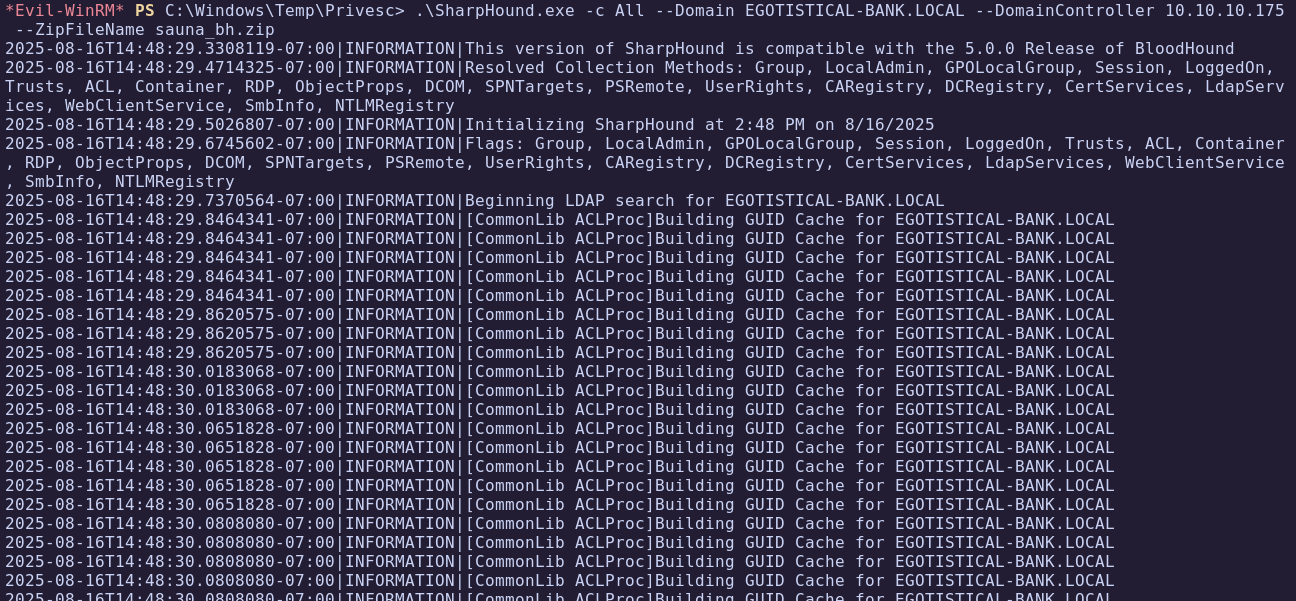 *Evil-WinRM* PS C:\Windows\Temp\Privesc> .\SharpHound.exe -c All --Domain EGOTISTICAL-BANK.LOCAL --DomainController 10.10.10.175
 --ZipFileName sauna_bh.zip
2025-08-16T14:48:29.3308119-07:00|INFORMATION|This version of SharpHound is compatible with the 5.0.0 Release of BloodHound
2025-08-16T14:48:29.4714325-07:00|INFORMATION|Resolved Collection Methods: Group, LocalAdmin, GPOLocalGroup, Session, LoggedOn,
Trusts, ACL, Container, RDP, ObjectProps, DCOM, SPNTargets, PSRemote, UserRights, CARegistry, DCRegistry, CertServices, LdapServ
ices, WebClientService, SmbInfo, NTLMRegistry
2025-08-16T14:48:29.5026807-07:00|INFORMATION|Initializing SharpHound at 2:48 PM on 8/16/2025
2025-08-16T14:48:29.6745602-07:00|INFORMATION|Flags: Group, LocalAdmin, GPOLocalGroup, Session, LoggedOn, Trusts, ACL, Container
, RDP, ObjectProps, DCOM, SPNTargets, PSRemote, UserRights, CARegistry, DCRegistry, CertServices, LdapServices, WebClientService
, SmbInfo, NTLMRegistry
2025-08-16T14:48:29.7370564-07:00|INFORMATION|Beginning LDAP search for EGOTISTICAL-BANK.LOCAL
2025-08-16T14:48:29.8464341-07:00|INFORMATION|[CommonLib ACLProc]Building GUID Cache for EGOTISTICAL-BANK.LOCAL
2025-08-16T14:48:29.8464341-07:00|INFORMATION|[CommonLib ACLProc]Building GUID Cache for EGOTISTICAL-BANK.LOCAL
2025-08-16T14:48:29.8464341-07:00|INFORMATION|[CommonLib ACLProc]Building GUID Cache for EGOTISTICAL-BANK.LOCAL
2025-08-16T14:48:29.8464341-07:00|INFORMATION|[CommonLib ACLProc]Building GUID Cache for EGOTISTICAL-BANK.LOCAL
2025-08-16T14:48:29.8464341-07:00|INFORMATION|[CommonLib ACLProc]Building GUID Cache for EGOTISTICAL-BANK.LOCAL
2025-08-16T14:48:29.8620575-07:00|INFORMATION|[CommonLib ACLProc]Building GUID Cache for EGOTISTICAL-BANK.LOCAL
2025-08-16T14:48:29.8620575-07:00|INFORMATION|[CommonLib ACLProc]Building GUID Cache for EGOTISTICAL-BANK.LOCAL
2025-08-16T14:48:29.8620575-07:00|INFORMATION|[CommonLib ACLProc]Building GUID Cache for EGOTISTICAL-BANK.LOCAL
2025-08-16T14:48:30.0183068-07:00|INFORMATION|[CommonLib ACLProc]Building GUID Cache for EGOTISTICAL-BANK.LOCAL
2025-08-16T14:48:30.0183068-07:00|INFORMATION|[CommonLib ACLProc]Building GUID Cache for EGOTISTICAL-BANK.LOCAL
2025-08-16T14:48:30.0183068-07:00|INFORMATION|[CommonLib ACLProc]Building GUID Cache for EGOTISTICAL-BANK.LOCAL
2025-08-16T14:48:30.0651828-07:00|INFORMATION|[CommonLib ACLProc]Building GUID Cache for EGOTISTICAL-BANK.LOCAL
2025-08-16T14:48:30.0651828-07:00|INFORMATION|[CommonLib ACLProc]Building GUID Cache for EGOTISTICAL-BANK.LOCAL
2025-08-16T14:48:30.0651828-07:00|INFORMATION|[CommonLib ACLProc]Building GUID Cache for EGOTISTICAL-BANK.LOCAL
2025-08-16T14:48:30.0651828-07:00|INFORMATION|[CommonLib ACLProc]Building GUID Cache for EGOTISTICAL-BANK.LOCAL
2025-08-16T14:48:30.0651828-07:00|INFORMATION|[CommonLib ACLProc]Building GUID Cache for EGOTISTICAL-BANK.LOCAL
2025-08-16T14:48:30.0808080-07:00|INFORMATION|[CommonLib ACLProc]Building GUID Cache for EGOTISTICAL-BANK.LOCAL
2025-08-16T14:48:30.0808080-07:00|INFORMATION|[CommonLib ACLProc]Building GUID Cache for EGOTISTICAL-BANK.LOCAL
2025-08-16T14:48:30.0808080-07:00|INFORMATION|[CommonLib ACLProc]Building GUID Cache for EGOTISTICAL-BANK.LOCAL
2025-08-16T14:48:30.0808080-07:00|INFORMATION|[CommonLib ACLProc]Building GUID Cache for EGOTISTICAL-BANK.LOCAL
2025-08-16T14:48:30.0808080-07:00|INFORMATION|[CommonLib ACLProc]Building GUID Cache for EGOTISTICAL-BANK.LOCAL